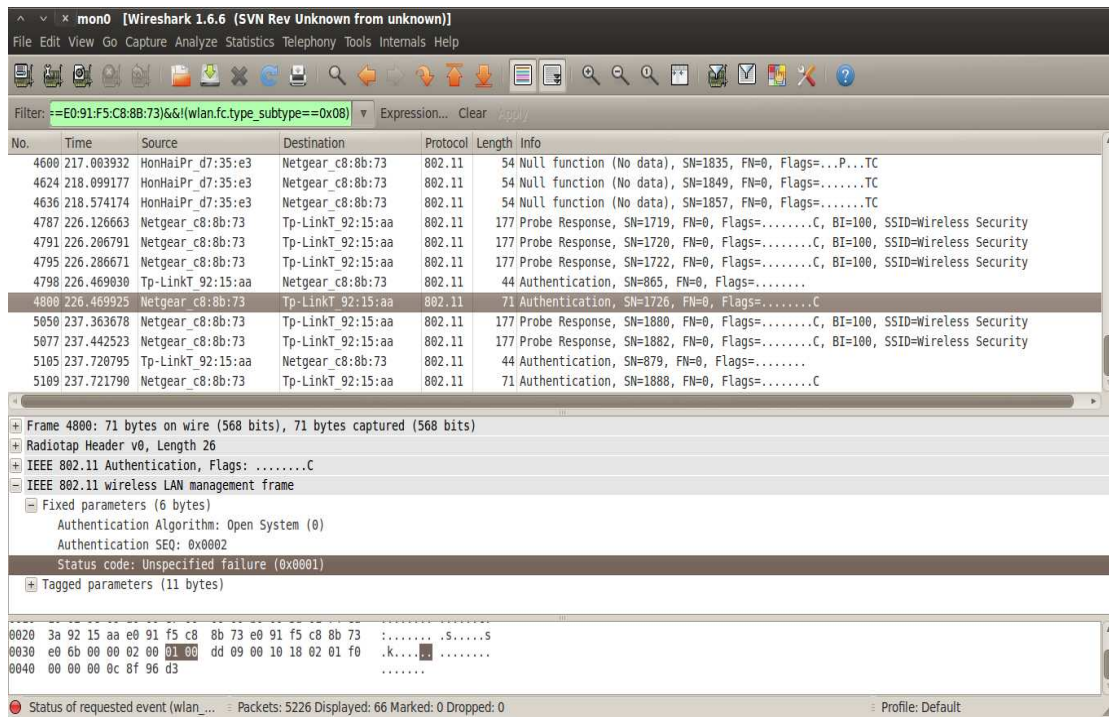 mon0 [Wireshark 1.6.6 (SVN Rev Unknown from unknown)]
File Edit View Go Capture Analyze Statistics Telephony Tools Internals Help
Filter: ==E0:91:F5:C8:8B:73)&&!(wlan.fc.type_subtype==0x08) Expression... Clear Apply
No. Time Source Destination Protocol Length Info
4600 217.003932 HonHaiPr_d7:35:e3 Netgear_c8:8b:73 802.11 54 Null function (No data), SN=1835, FN=0, Flags=...P...TC
4624 218.099177 HonHaiPr_d7:35:e3 Netgear_c8:8b:73 802.11 54 Null function (No data), SN=1849, FN=0, Flags=.......TC
4636 218.574174 HonHaiPr_d7:35:e3 Netgear_c8:8b:73 802.11 54 Null function (No data), SN=1857, FN=0, Flags=.......TC
4787 226.126663 Netgear_c8:8b:73 Tp-LinkT_92:15:aa 802.11 177 Probe Response, SN=1719, FN=0, Flags=........C, BI=100, SSID=Wireless Security
4791 226.206791 Netgear_c8:8b:73 Tp-LinkT_92:15:aa 802.11 177 Probe Response, SN=1720, FN=0, Flags=........C, BI=100, SSID=Wireless Security
4795 226.286671 Netgear_c8:8b:73 Tp-LinkT_92:15:aa 802.11 177 Probe Response, SN=1722, FN=0, Flags=........C, BI=100, SSID=Wireless Security
4798 226.469030 Tp-LinkT_92:15:aa Netgear_c8:8b:73 802.11 44 Authentication, SN=865, FN=0, Flags=........
4800 226.469925 Netgear_c8:8b:73 Tp-LinkT_92:15:aa 802.11 71 Authentication, SN=1726, FN=0, Flags=........C
5050 237.363678 Netgear_c8:8b:73 Tp-LinkT_92:15:aa 802.11 177 Probe Response, SN=1880, FN=0, Flags=........C, BI=100, SSID=Wireless Security
5077 237.442523 Netgear_c8:8b:73 Tp-LinkT_92:15:aa 802.11 177 Probe Response, SN=1882, FN=0, Flags=........C, BI=100, SSID=Wireless Security
5105 237.720795 Tp-LinkT_92:15:aa Netgear_c8:8b:73 802.11 44 Authentication, SN=879, FN=0, Flags=........
5109 237.721790 Netgear_c8:8b:73 Tp-LinkT_92:15:aa 802.11 71 Authentication, SN=1888, FN=0, Flags=........C
Frame 4800: 71 bytes on wire (568 bits), 71 bytes captured (568 bits)
Radiotap Header v0, Length 26
IEEE 802.11 Authentication, Flags: ........C
IEEE 802.11 wireless LAN management frame
Fixed parameters (6 bytes)
Authentication Algorithm: Open System (0)
Authentication SEQ: 0x0002
Status code: Unspecified failure (0x0001)
Tagged parameters (11 bytes)
0020 3a 92 15 aa e0 91 f5 c8 8b 73 e0 91 f5 c8 8b 73 :....... .s.....s
0030 e0 6b 00 00 02 00 01 00 dd 09 00 10 18 02 01 f0 .k...... ........
0040 00 00 00 0c 8f 96 d3 .......
Status of requested event (wlan_... Packets: 5226 Displayed: 66 Marked: 0 Dropped: 0 Profile: Default